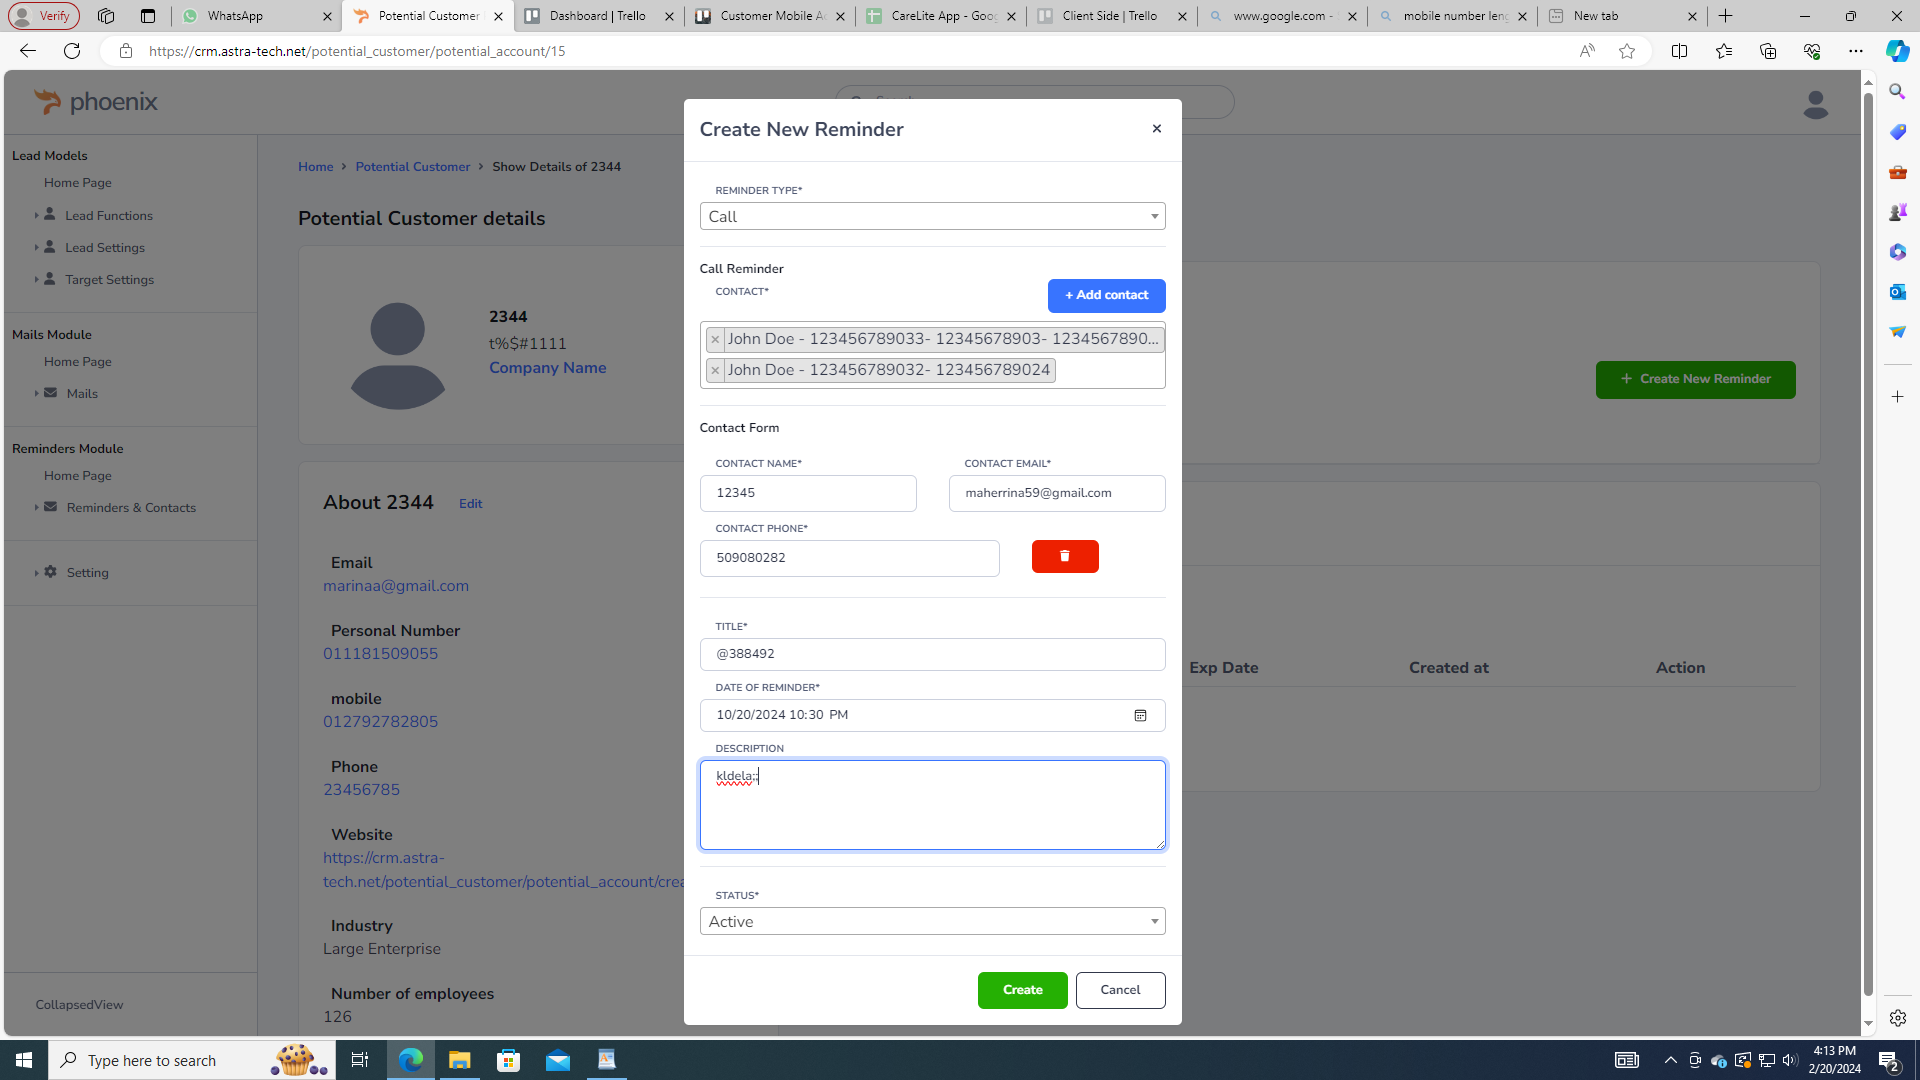 Verify
WhatsApp
Potential Customer
Dashboard | Trello
Customer Mobile A
CareLite App - Goo
Client Side | Trello
www.google.com -
mobile number len
New tab
https://crm.astra-tech.net/potential_customer/potential_account/15
phoenix
Lead Models
Home Page
Lead Functions
Lead Settings
Target Settings
Mails Module
Home Page
Mails
Reminders Module
Home Page
Reminders & Contacts
Setting
CollapsedView
Home › Potential Customer › Show Details of 2344
Potential Customer details
2344
t%$#1111
Company Name
About 2344 Edit
Email
marinaa@gmail.com
Personal Number
011181509055
mobile
012792782805
Phone
23456785
Website
https://crm.astra-
tech.net/potential_customer/potential_account/crea
Industry
Large Enterprise
Number of employees
126
Create New Reminder
×
REMINDER TYPE*
Call
Call Reminder
CONTACT*
+ Add contact
× John Doe - 123456789033- 12345678903- 1234567890...
× John Doe - 123456789032- 123456789024
Contact Form
CONTACT NAME* CONTACT EMAIL*
12345 maherrina59@gmail.com
CONTACT PHONE*
509080282
TITLE*
@388492
DATE OF REMINDER*
10/20/2024 10:30 PM
DESCRIPTION
kldela;;
STATUS*
Active
Create Cancel
+ Create New Reminder
Exp Date Created at Action
Type here to search
4:13 PM
2/20/2024
2